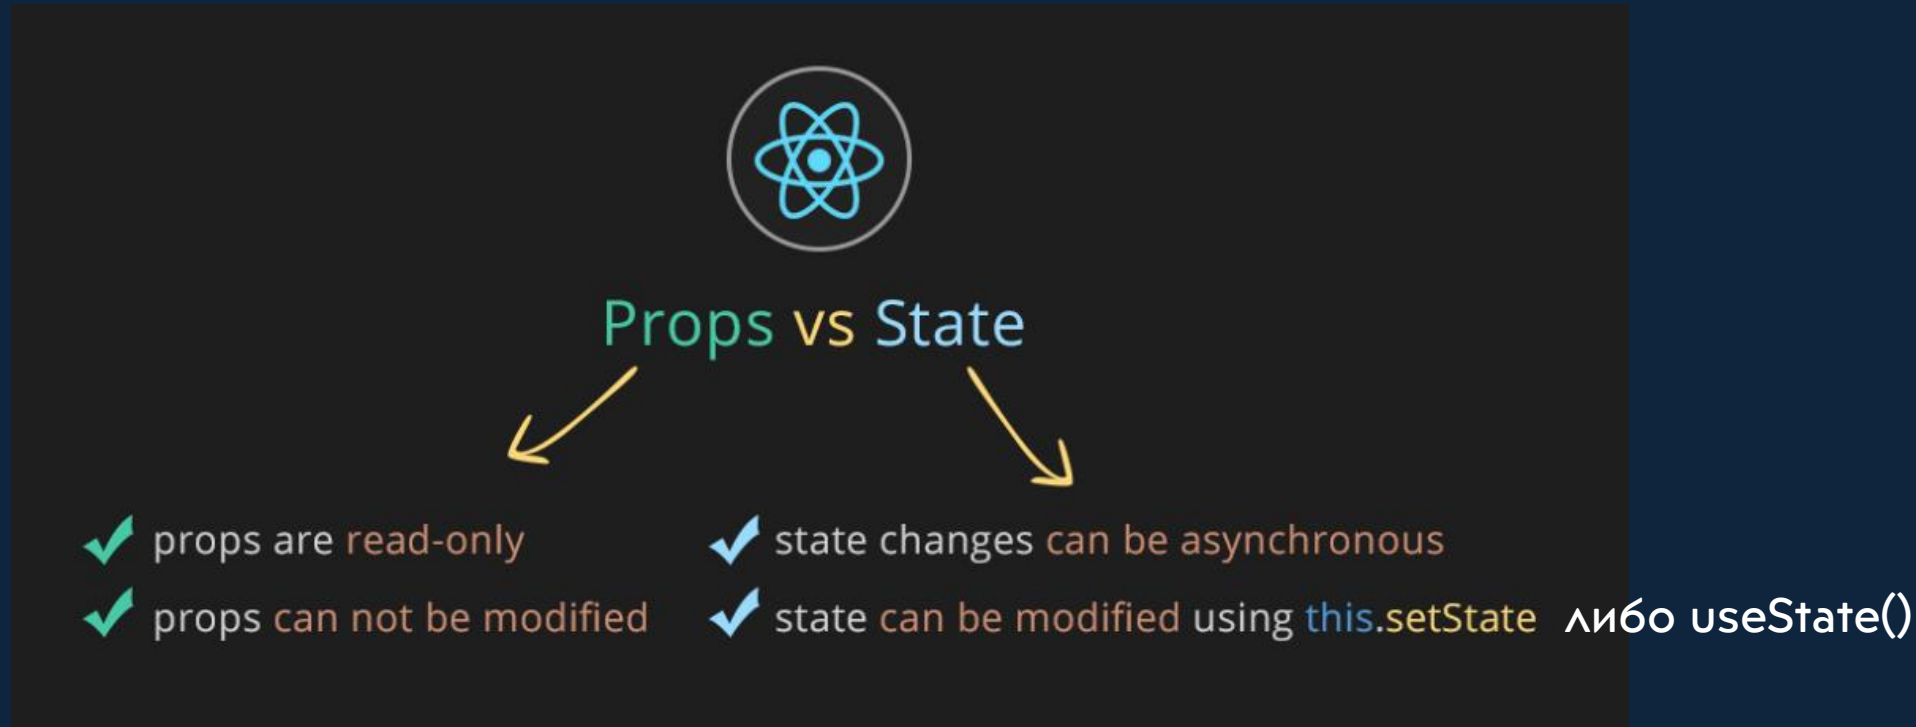 Props vs State
props are read-only
props can not be modified
state changes can be asynchronous
state can be modified using this.setState либо useState()